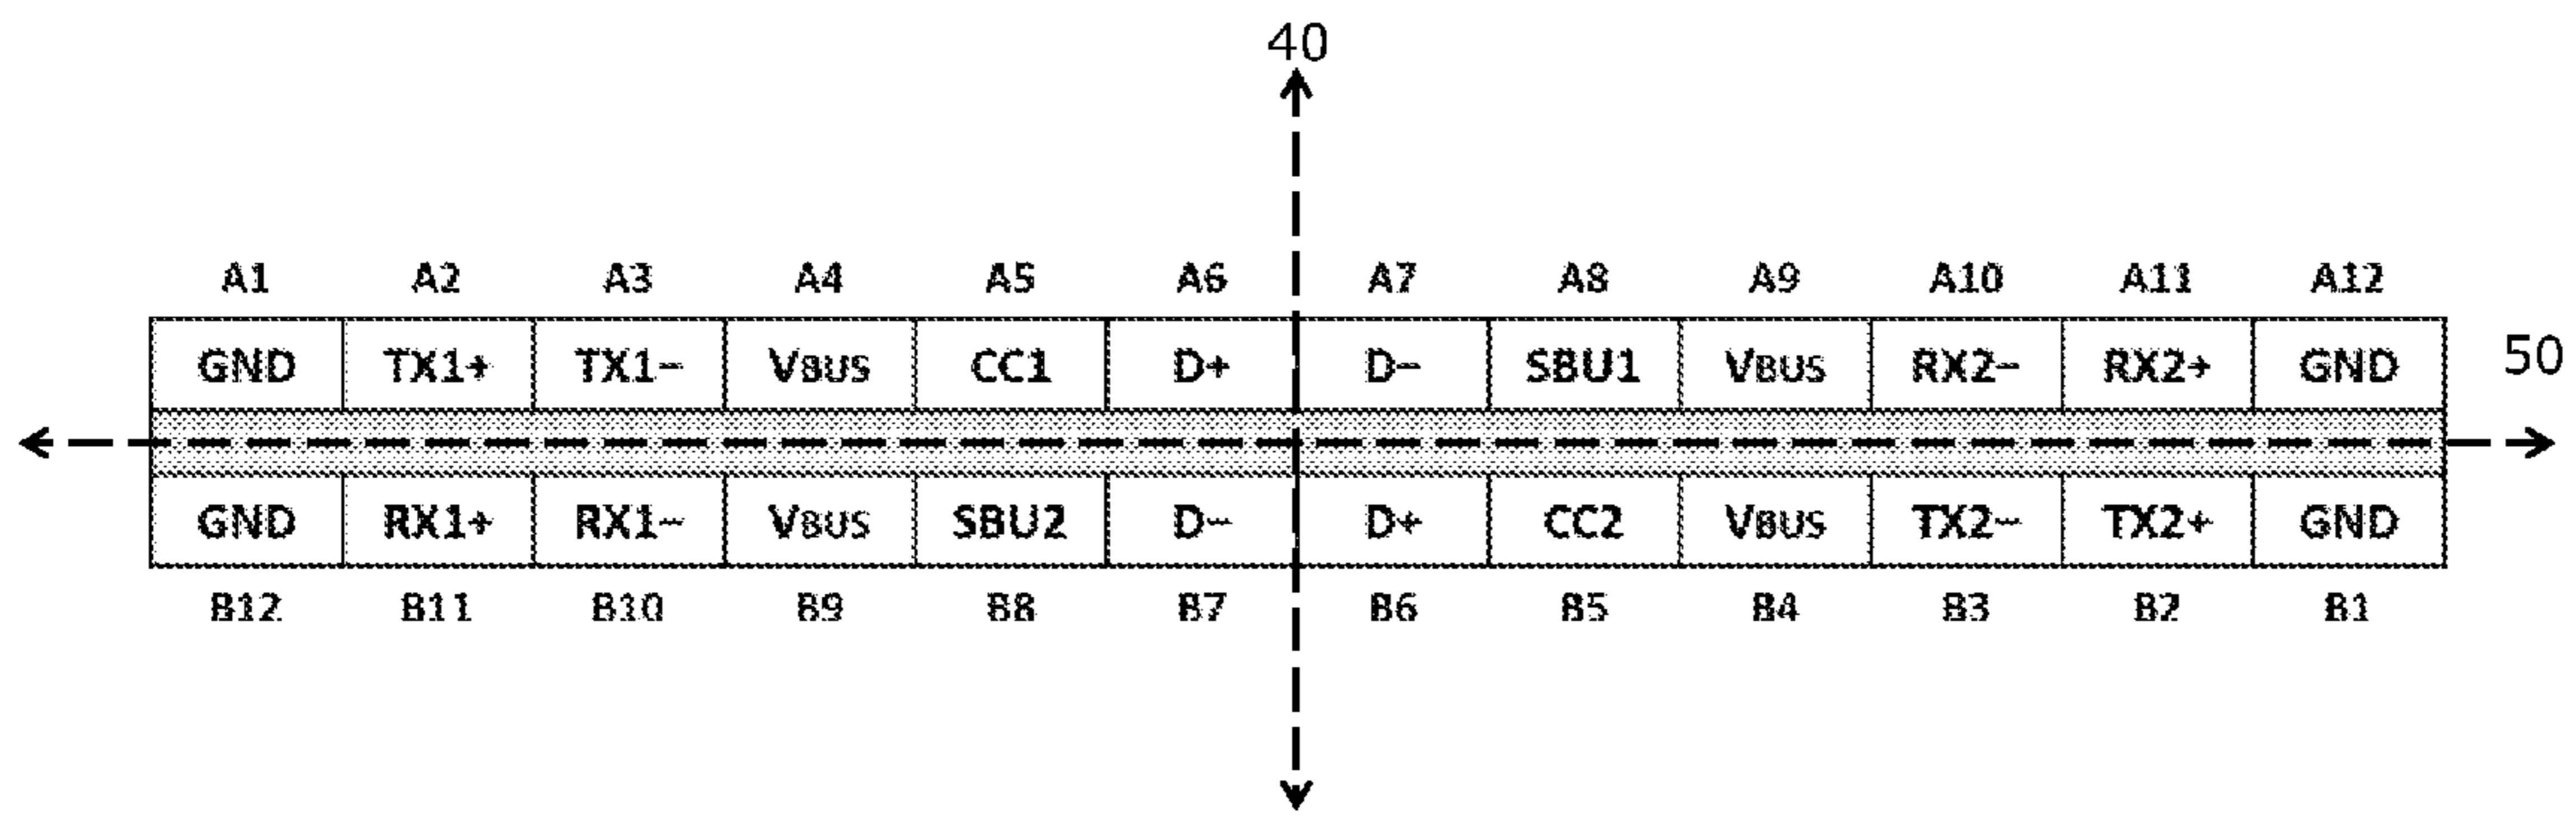 40
A1 A2 A3 A4 A5 A6 A7 A8 A9 A10 A11 A12
GND TX1+ TX1− VBUS CC1 D+ D− SBU1 VBUS RX2− RX2+ GND
50
GND RX1+ RX1− VBUS SBU2 D− D+ CC2 VBUS TX2− TX2+ GND
B12 B11 B10 B9 B8 B7 B6 B5 B4 B3 B2 B1